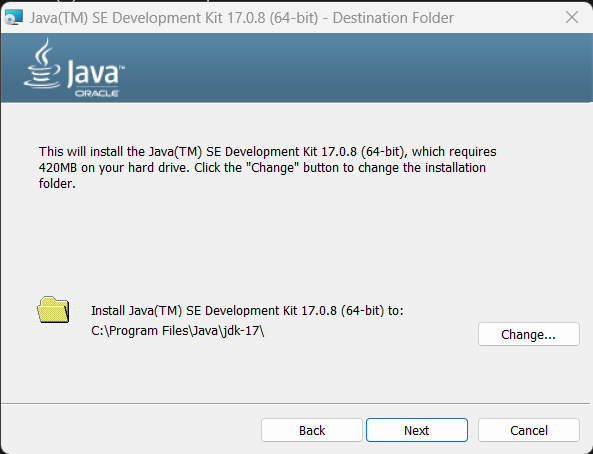 Java(TM) SE Development Kit 17.0.8 (64-bit) - Destination Folder
Java™
ORACLE
This will install the Java(TM) SE Development Kit 17.0.8 (64-bit), which requires
420MB on your hard drive. Click the "Change" button to change the installation
folder.
Install Java(TM) SE Development Kit 17.0.8 (64-bit) to:
C:\Program Files\Java\jdk-17\
Change...
Back
Next
Cancel